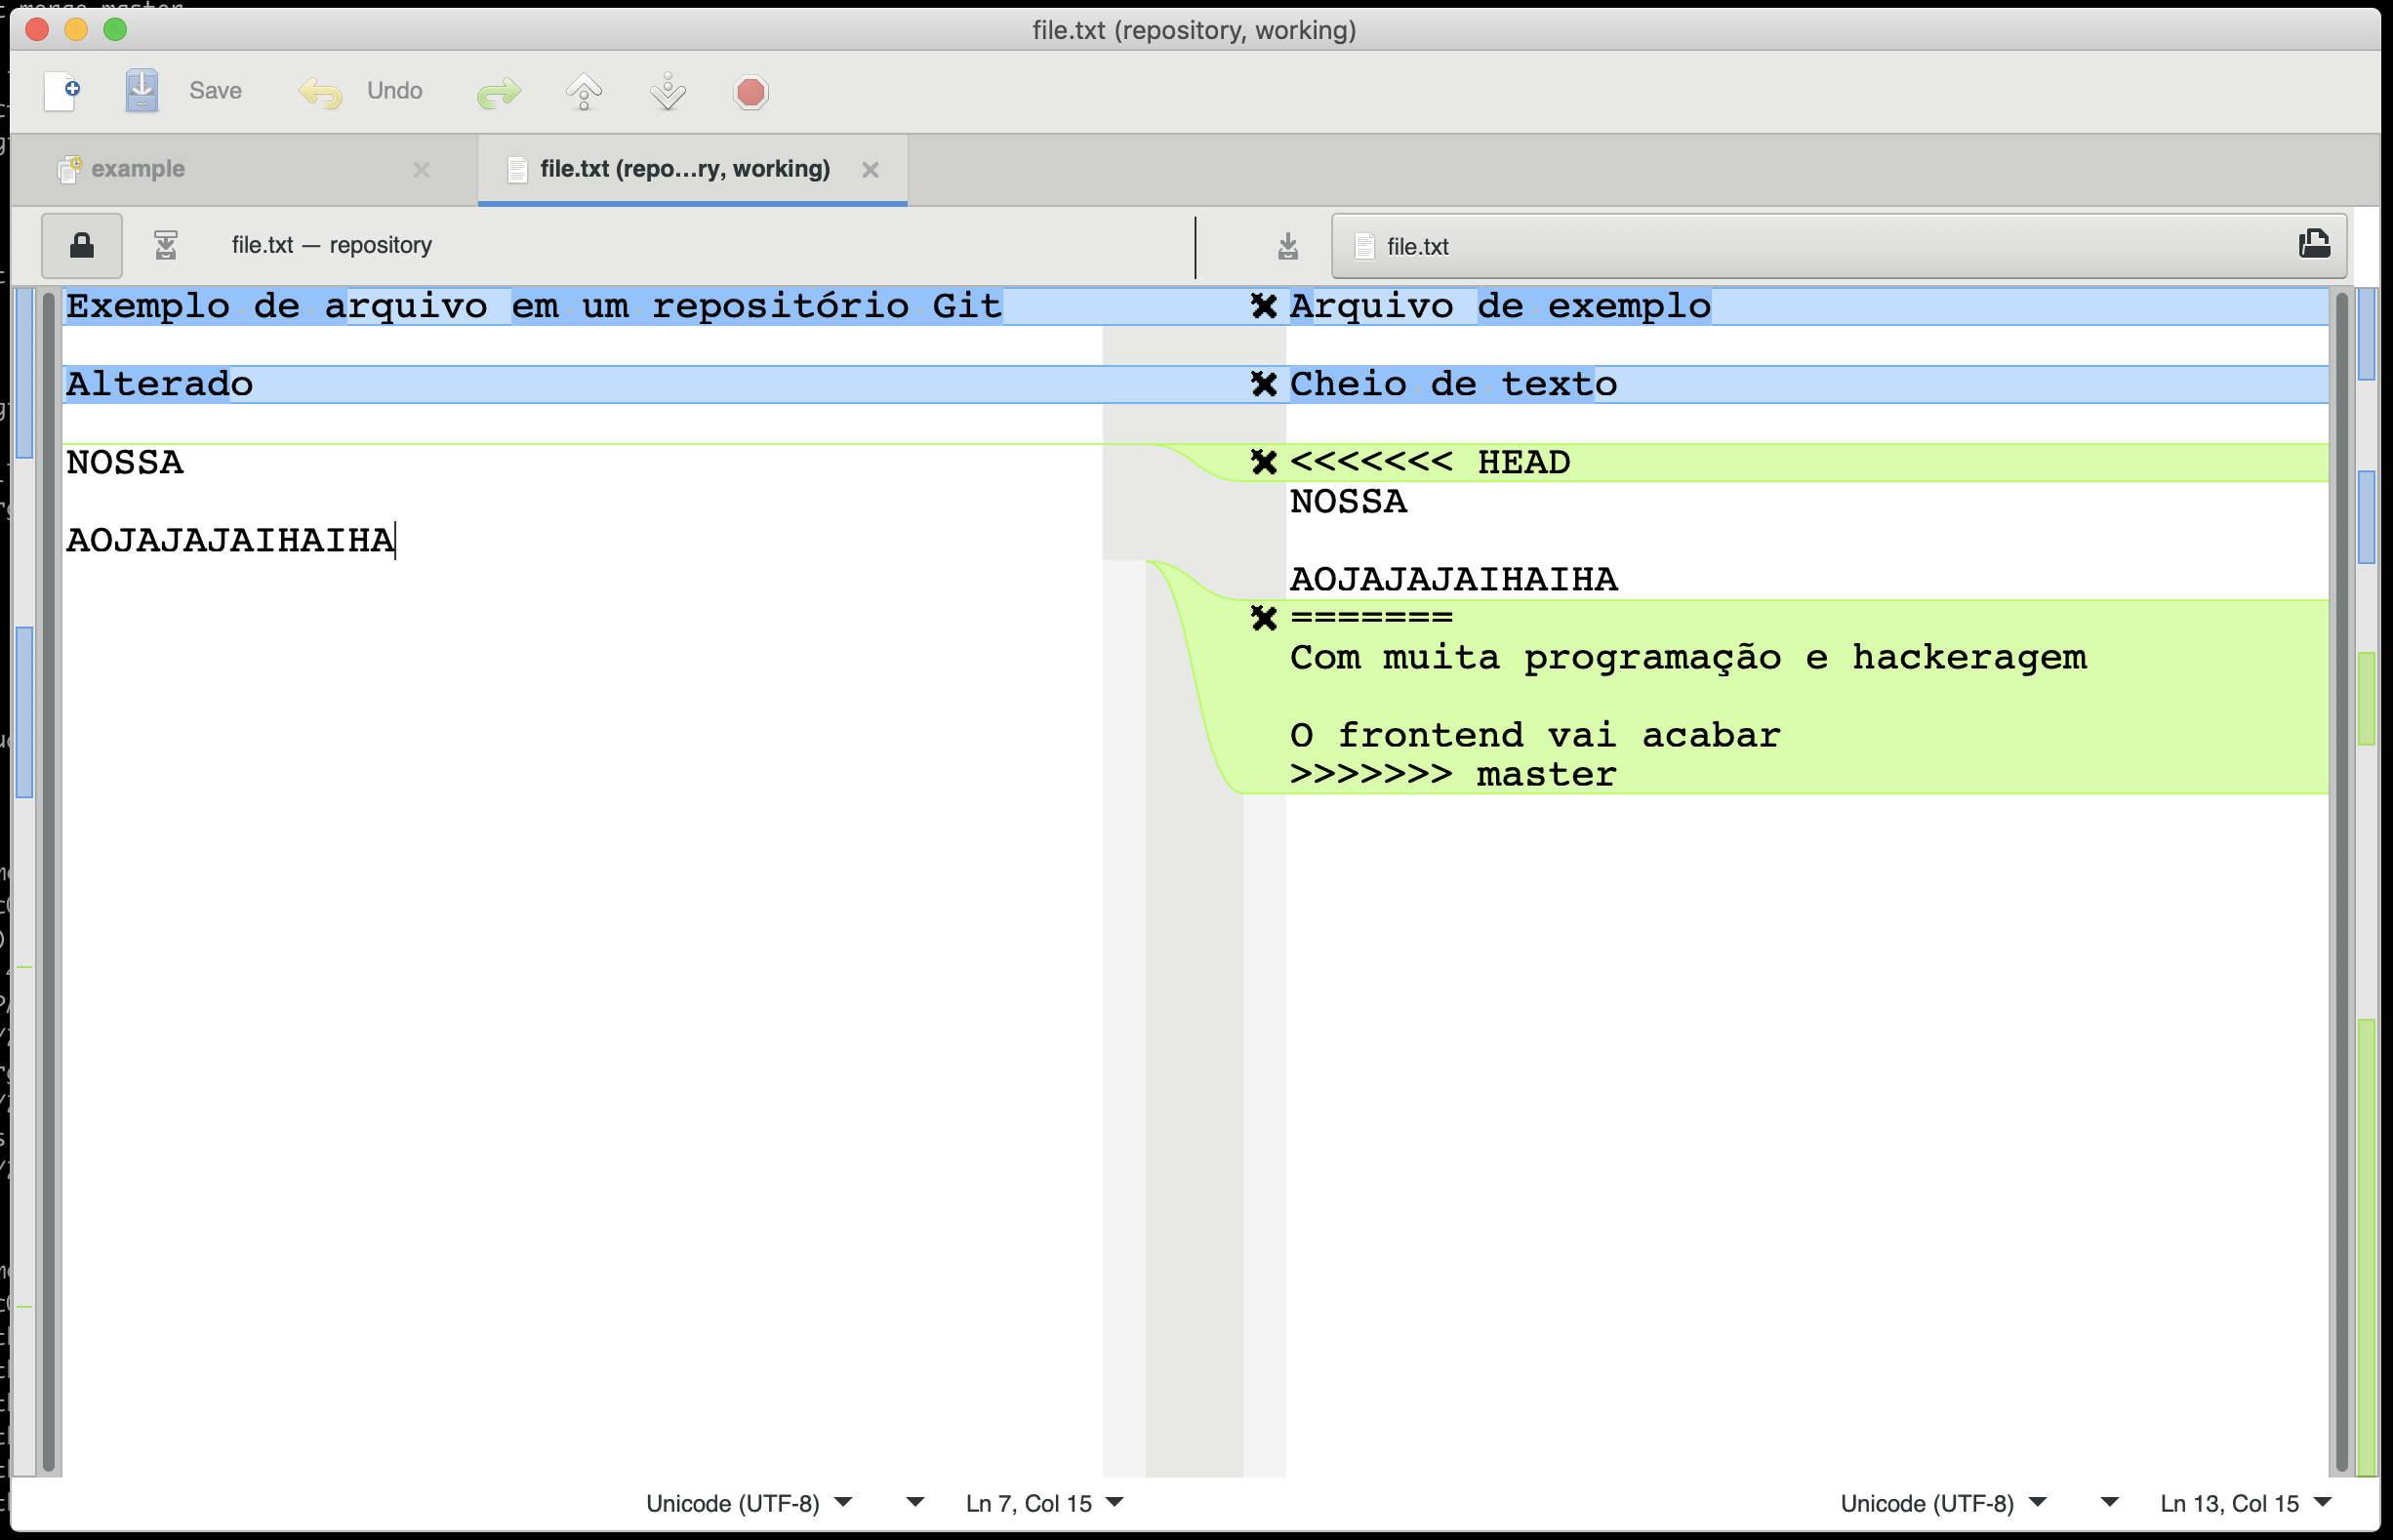 file.txt (repository, working)
Save Undo
example
file.txt (repo...ry, working)
file.txt — repository
file.txt
Exemplo de arquivo em um repositório Git
Alterado
NOSSA
AOJAJAJAIHAIHA
Arquivo de exemplo
Cheio de texto
<<<<<<< HEAD
NOSSA
AOJAJAJAIHAIHA
=======
Com muita programação e hackeragem
O frontend vai acabar
>>>>>>> master
Unicode (UTF-8) Ln 7, Col 15
Unicode (UTF-8) Ln 13, Col 15